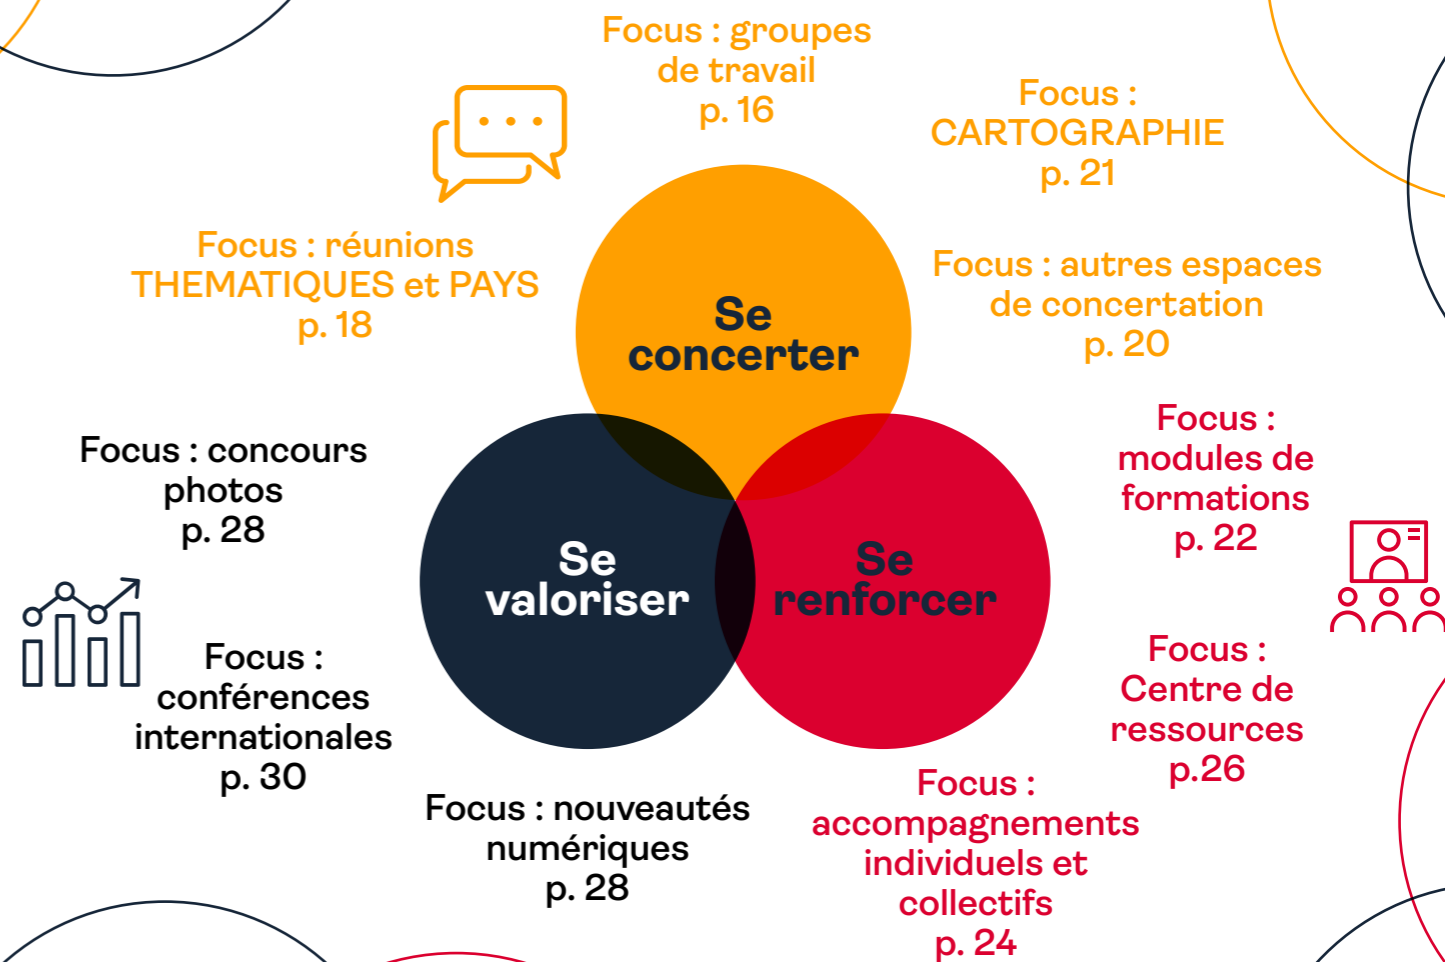 Focus : groupes
de travail
p. 16
Focus :
CARTOGRAPHIE
p. 21
Focus : réunions
THEMATIQUES et PAYS
p. 18
Focus : autres espaces
de concertation
p. 20
Se
concerter
Focus : concours
photos
p. 28
Focus :
modules de
formations
p. 22
Se
valoriser
Se
renforcer
Focus :
conférences
internationales
p. 30
Focus :
Centre de
ressources
p.26
Focus : nouveautés
numériques
p. 28
Focus :
accompagnements
individuels et
collectifs
p. 24